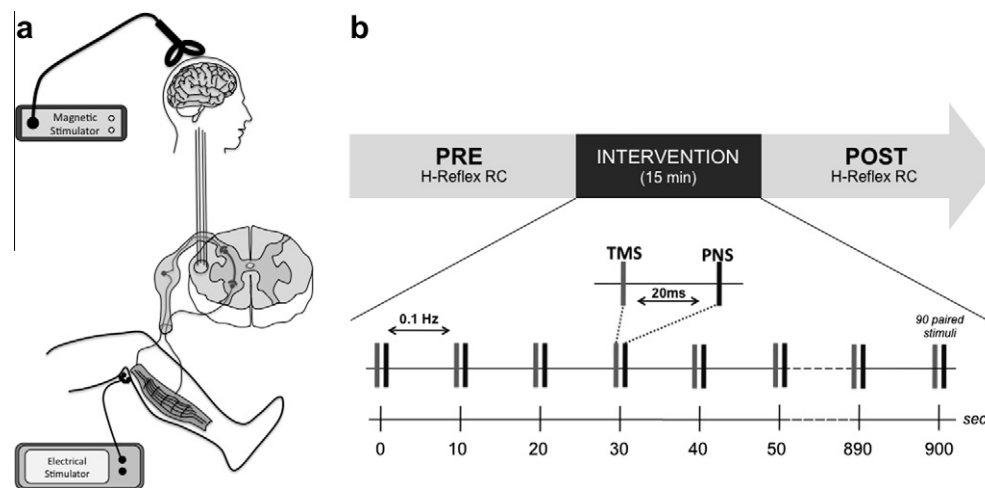 a
Magnetic
Stimulator
Electrical
Stimulator
b
PRE
H-Reflex RC
INTERVENTION
(15 min)
POST
H-Reflex RC
TMS
PNS
20ms
0.1 Hz
90 paired
stimuli
sec
0 10 20 30 40 50 890 900